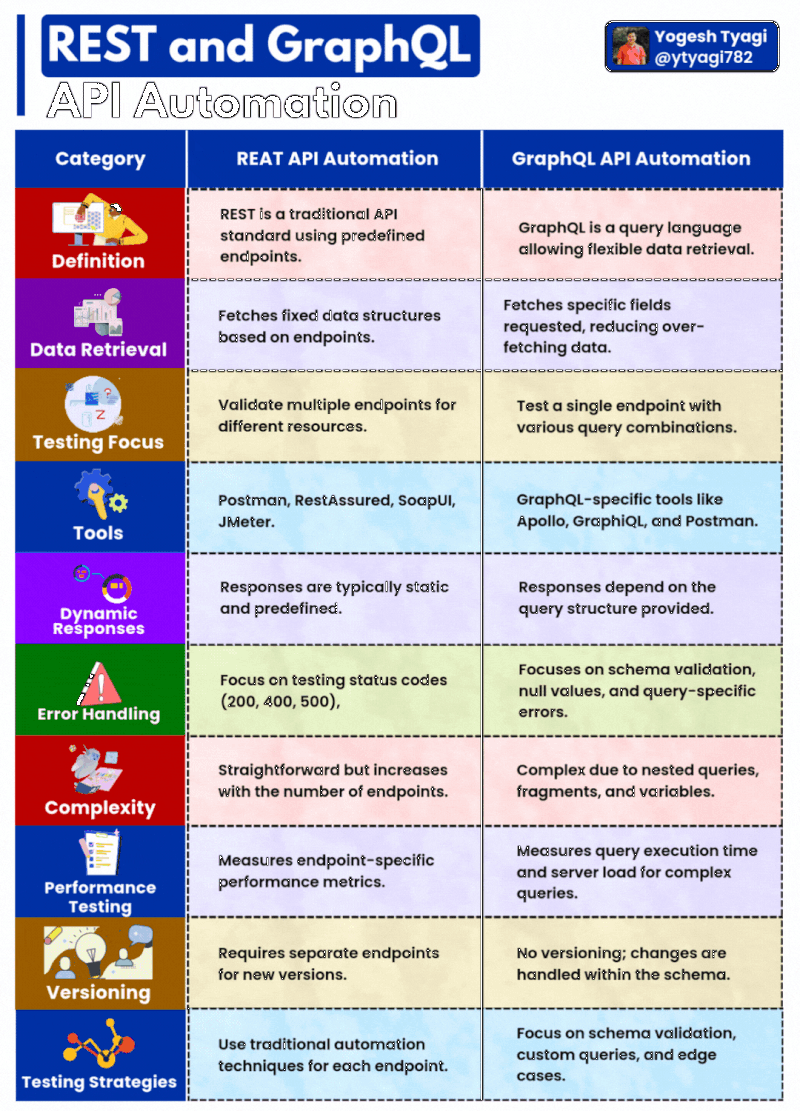 REST and GraphQL
API Automation
Yogesh Tyagi
@ytyagi782
Category
REAT API Automation
GraphQL API Automation
Definition
REST is a traditional API
standard using predefined
endpoints.
GraphQL is a query language
allowing flexible data retrieval.
Data Retrieval
Fetches fixed data structures
based on endpoints.
Fetches specific fields
requested, reducing over-
fetching data.
Testing Focus
Validate multiple endpoints for
different resources.
Test a single endpoint with
various query combinations.
Tools
Postman, RestAssured, SoapUI,
JMeter.
GraphQL-specific tools like
Apollo, GraphiQL, and Postman.
Dynamic
Responses
Responses are typically static
and predefined.
Responses depend on the
query structure provided.
Error Handling
Focus on testing status codes
(200, 400, 500),
Focuses on schema validation,
null values, and query-specific
errors.
Complexity
Straightforward but increases
with the number of endpoints.
Complex due to nested queries,
fragments, and variables.
Performance
Testing
Measures endpoint-specific
performance metrics.
Measures query execution time
and server load for complex
queries.
Versioning
Requires separate endpoints
for new versions.
No versioning; changes are
handled within the schema.
Testing Strategies
Use traditional automation
techniques for each endpoint.
Focus on schema validation,
custom queries, and edge
cases.